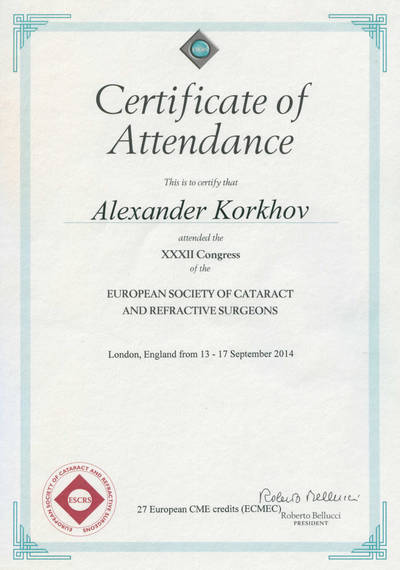 ESCRS
Certificate of
Attendance
This is to certify that
Alexander Korkhov
attended the
XXXII Congress
of the
EUROPEAN SOCIETY OF CATARACT
AND REFRACTIVE SURGEONS
London, England from 13 - 17 September 2014
EUROPEAN SOCIETY OF CATARACT AND REFRACTIVE SURGEONS
ESCRS
Roberto Bellucci
27 European CME credits (ECMEC)
Roberto Bellucci
PRESIDENT